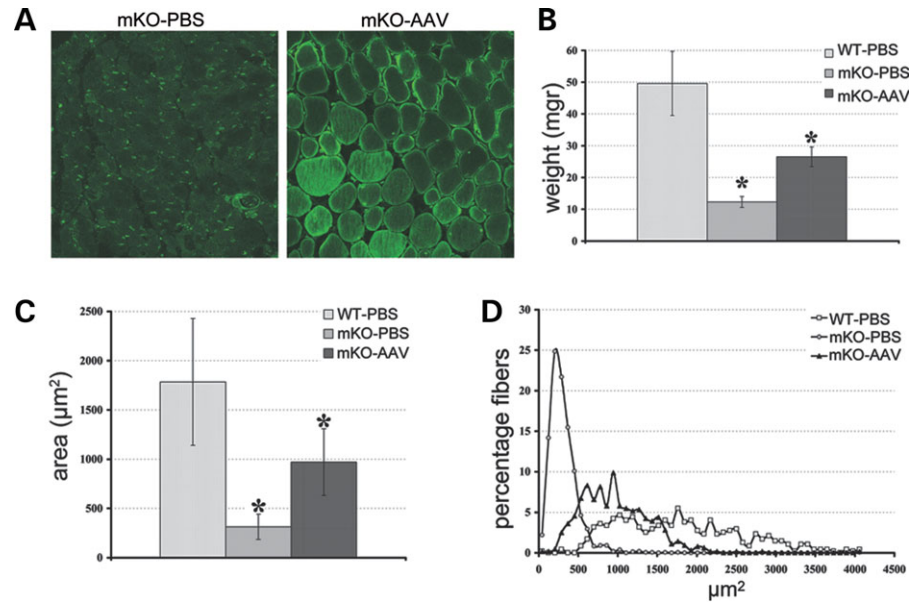 A
mKO-PBS
mKO-AAV
B
weight (mgr)
60
50
40
30
20
10
0
*
*
WT-PBS
mKO-PBS
mKO-AAV
C
area (µm²)
2500
2000
1500
1000
500
0
*
*
WT-PBS
mKO-PBS
mKO-AAV
D
percentage fibers
30
25
20
15
10
5
0
0 500 1000 1500 2000 2500 3000 3500 4000 4500
µm²
WT-PBS
mKO-PBS
mKO-AAV